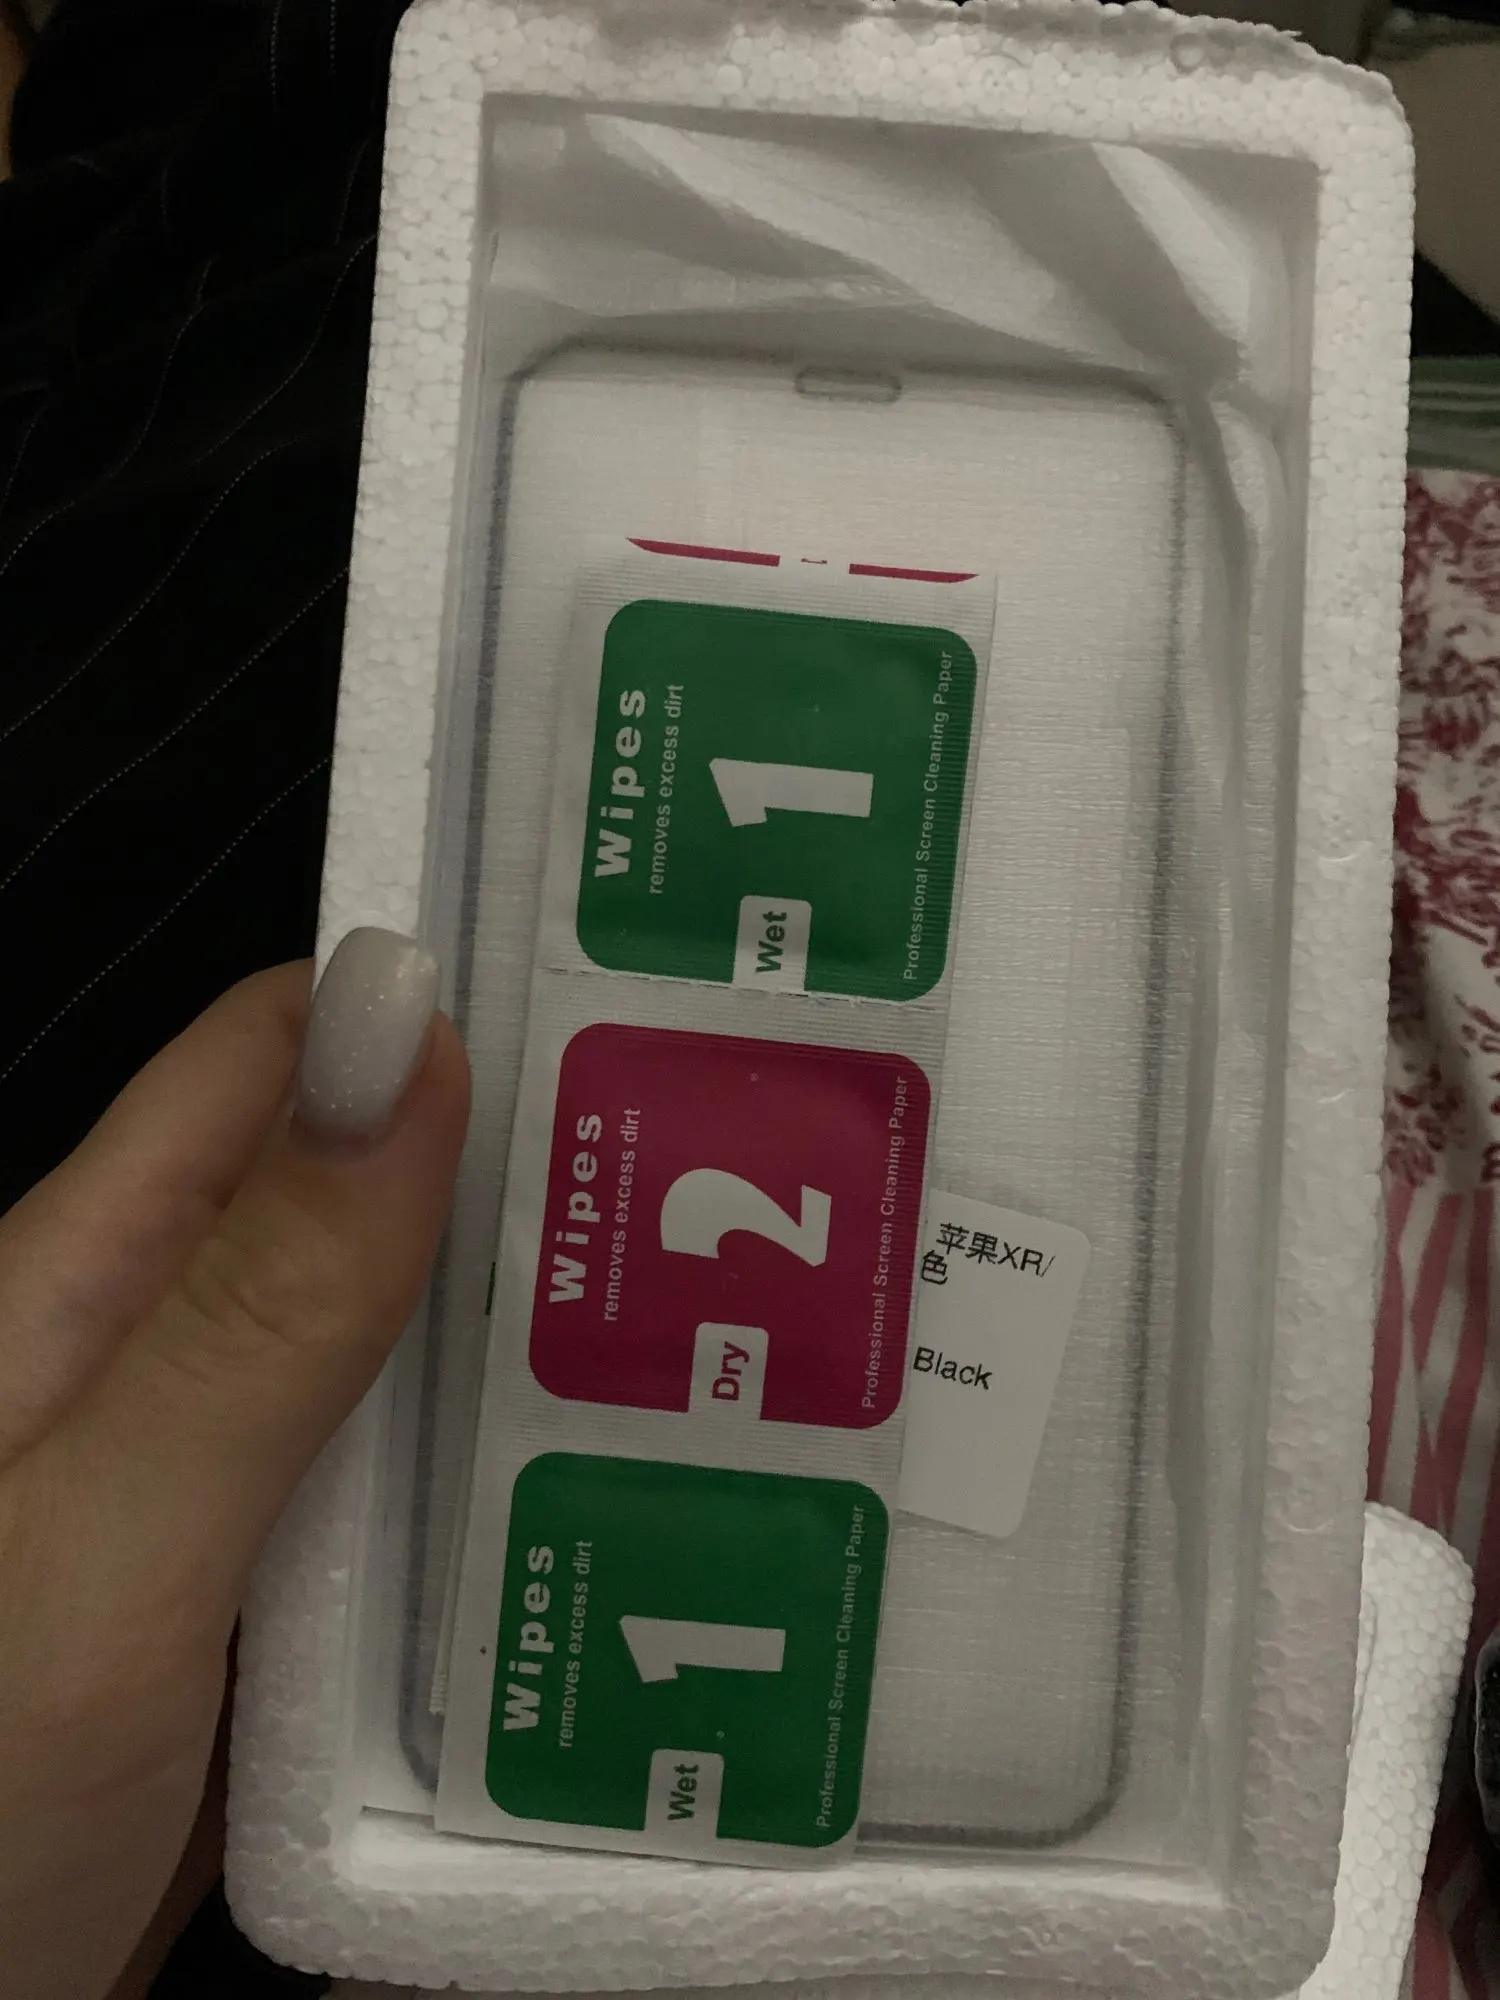 Wipes
removes excess dirt
1
Wet
Professional Screen Cleaning Paper
Wipes
removes excess dirt
2
Dry
Professional Screen Cleaning Paper
苹果XR/
色
Black
Wipes
removes excess dirt
1
Wet
Professional Screen Cleaning Paper